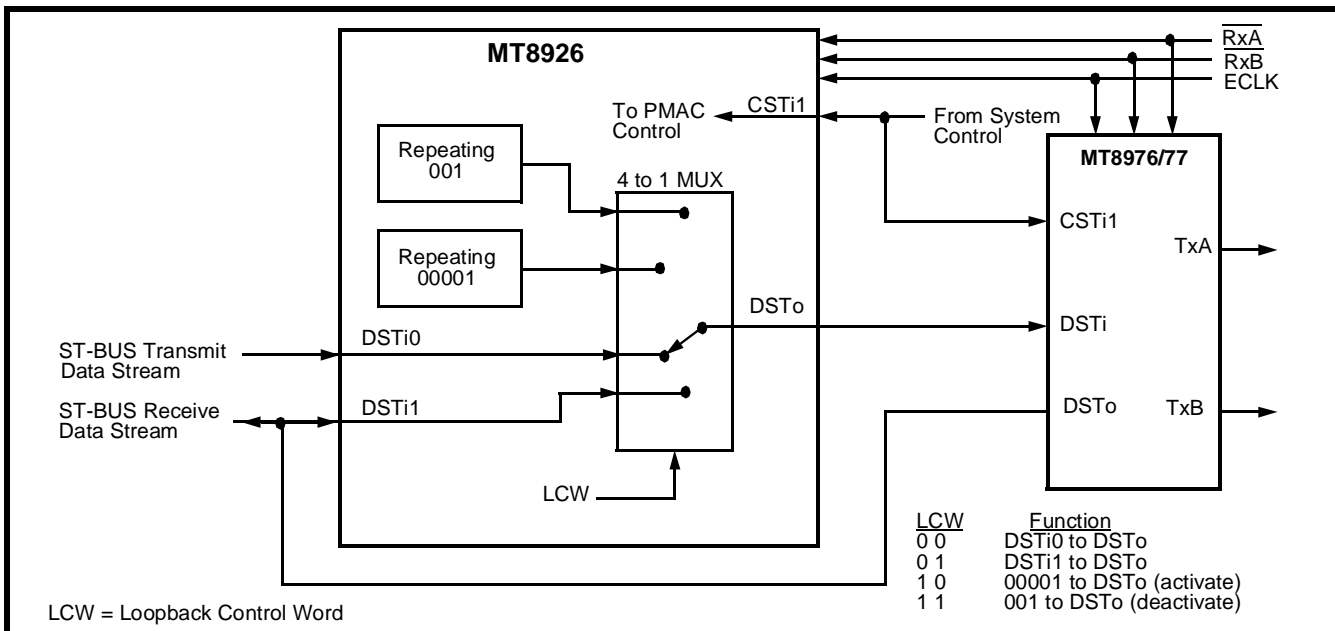 MT8926
RxA
RxB
ECLK
CSTi1
To PMAC
Control
From System
Control
MT8976/77
Repeating
001
4 to 1 MUX
CSTi1
TxA
Repeating
00001
DSTo
DSTi
DSTi0
ST-BUS Transmit
Data Stream
DSTi1
ST-BUS Receive
Data Stream
DSTo
TxB
LCW
LCW Function
0 0 DSTi0 to DSTo
0 1 DSTi1 to DSTo
1 0 00001 to DSTo (activate)
1 1 001 to DSTo (deactivate)
LCW = Loopback Control Word